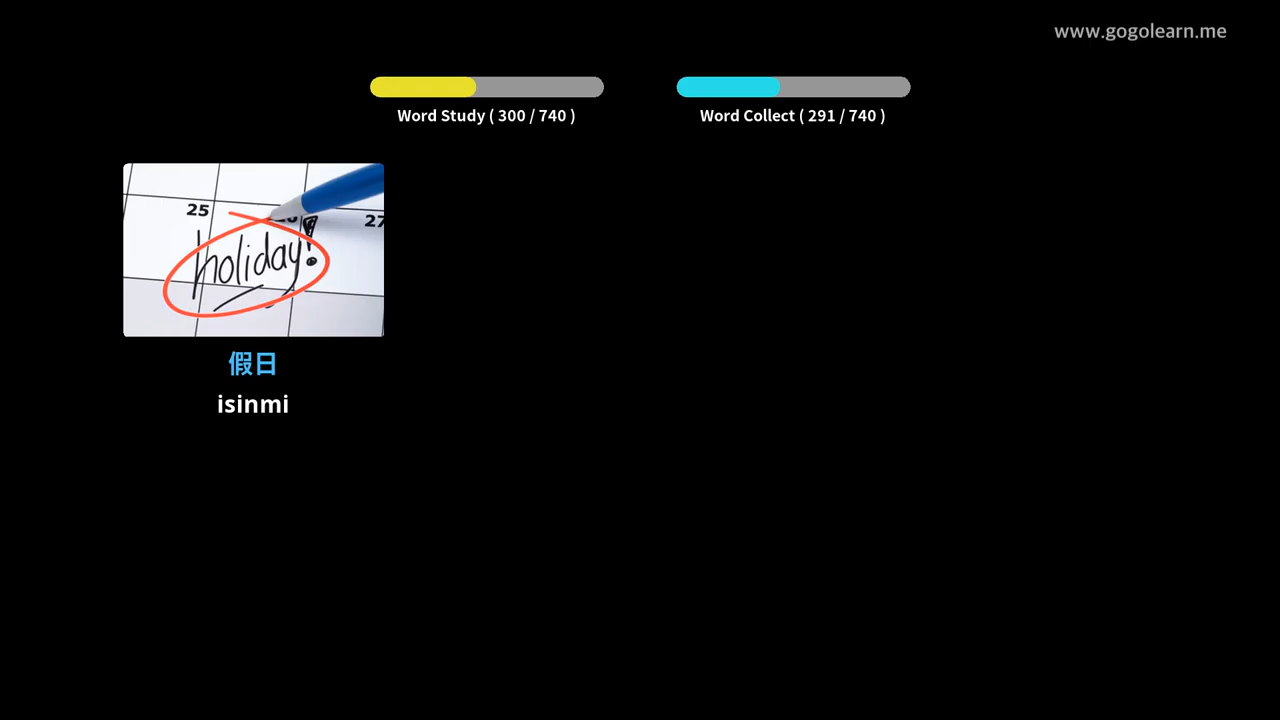 www.gogolearn.me
Word Study ( 300 / 740 )
Word Collect ( 291 / 740 )
25
27
holiday!
假日
isinmi